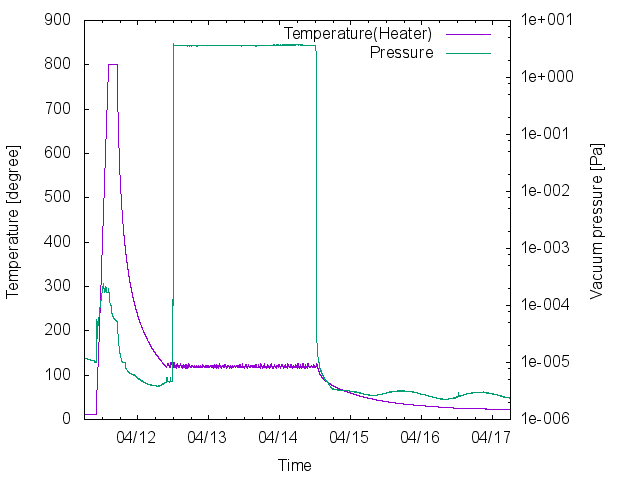 900
800
700
600
500
400
300
200
100
0
1e+001
1e+000
1e-001
1e-002
1e-003
1e-004
1e-005
1e-006
Temperature(Heater)
Pressure
Temperature [degree]
Vacuum pressure [Pa]
04/12 04/13 04/14 04/15 04/16 04/17
Time